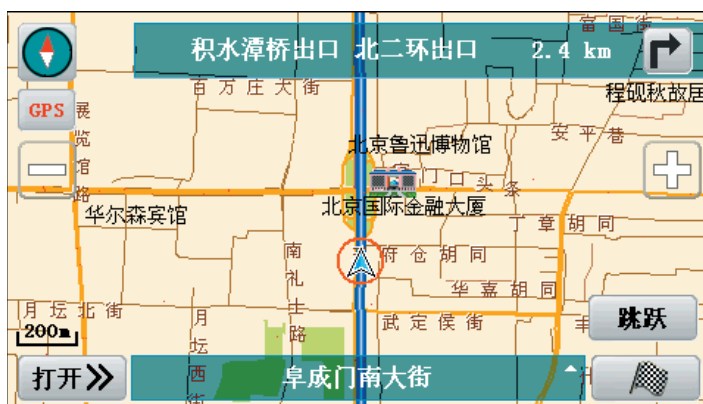 富国街
积水潭桥出口 北二环出口 2.4 km
百万庄大街
程砚秋故居
GPS
展览馆路
安平巷
北京鲁迅博物馆
门口头条
华尔森宾馆
北京国际金融大厦
丁章胡同
南礼士路
府仓胡同
华嘉胡同
月坛北街
200m
月坛西街
武定侯街
跳跃
打开
阜成门南大街